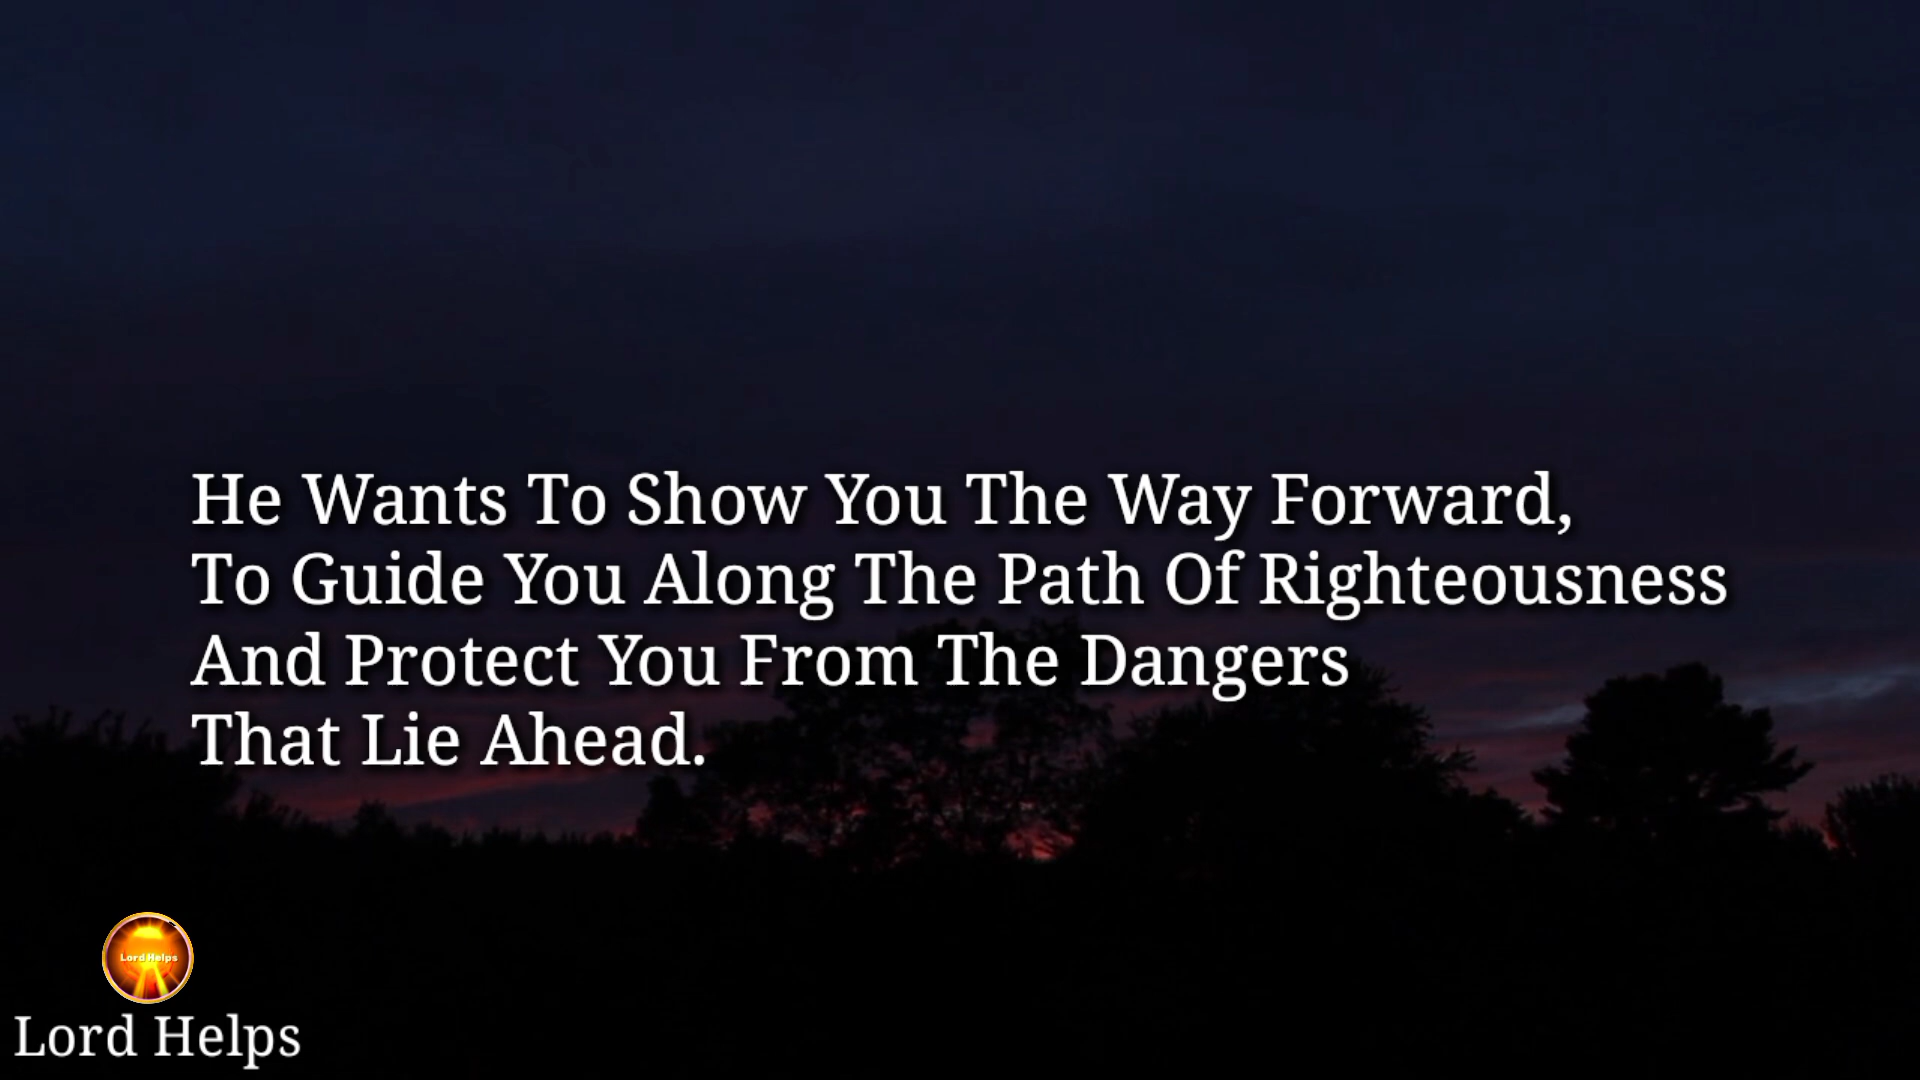 He Wants To Show You The Way Forward,
To Guide You Along The Path Of Righteousness
And Protect You From The Dangers
That Lie Ahead.
Lord Helps
Lord Helps